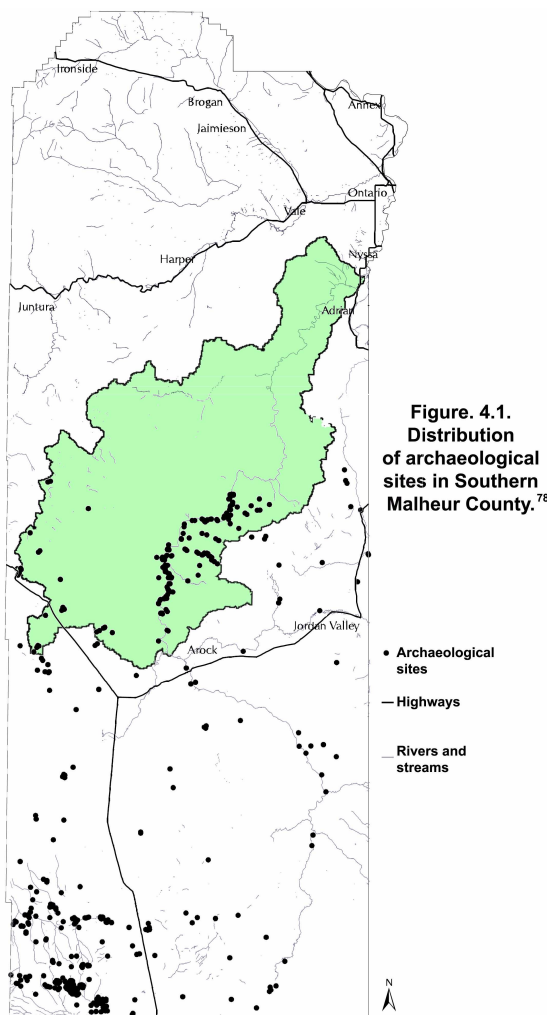 Ironside
Brogan
Jaimieson
Annex
Ontario
Vale
Nyssa
Harper
Juntura
Adrian
Figure. 4.1.
Distribution
of archaeological
sites in Southern
Malheur County.78
Jordan Valley
Arock
Archaeological
sites
Highways
Rivers and
streams
N